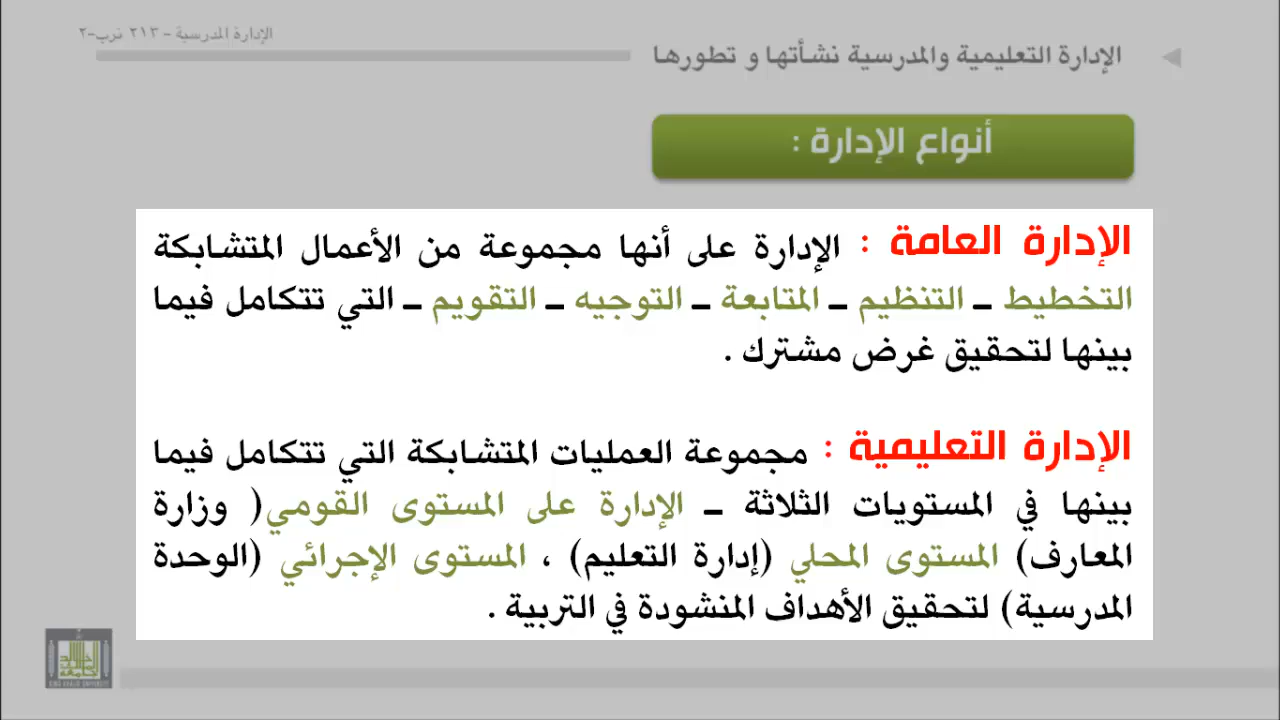 الإدارة المدرسية – ٢١٣ ترب-٢
الإدارة التعليمية والمدرسية نشأتها و تطورها
أنواع الإدارة :
الإدارة العامة : الإدارة على أنها مجموعة من الأعمال المتشابكة
التخطيط ـ التنظيم ـ المتابعة ـ التوجيه ـ التقويم ـ التي تتكامل فيما
بينها لتحقيق غرض مشترك .
الإدارة التعليمية : مجموعة العمليات المتشابكة التي تتكامل فيما
بينها في المستويات الثلاثة ـ الإدارة على المستوى القومي( وزارة
المعارف) المستوى المحلي (إدارة التعليم) ، المستوى الإجرائي (الوحدة
المدرسية) لتحقيق الأهداف المنشودة في التربية .
KING KHALID UNIVERSITY